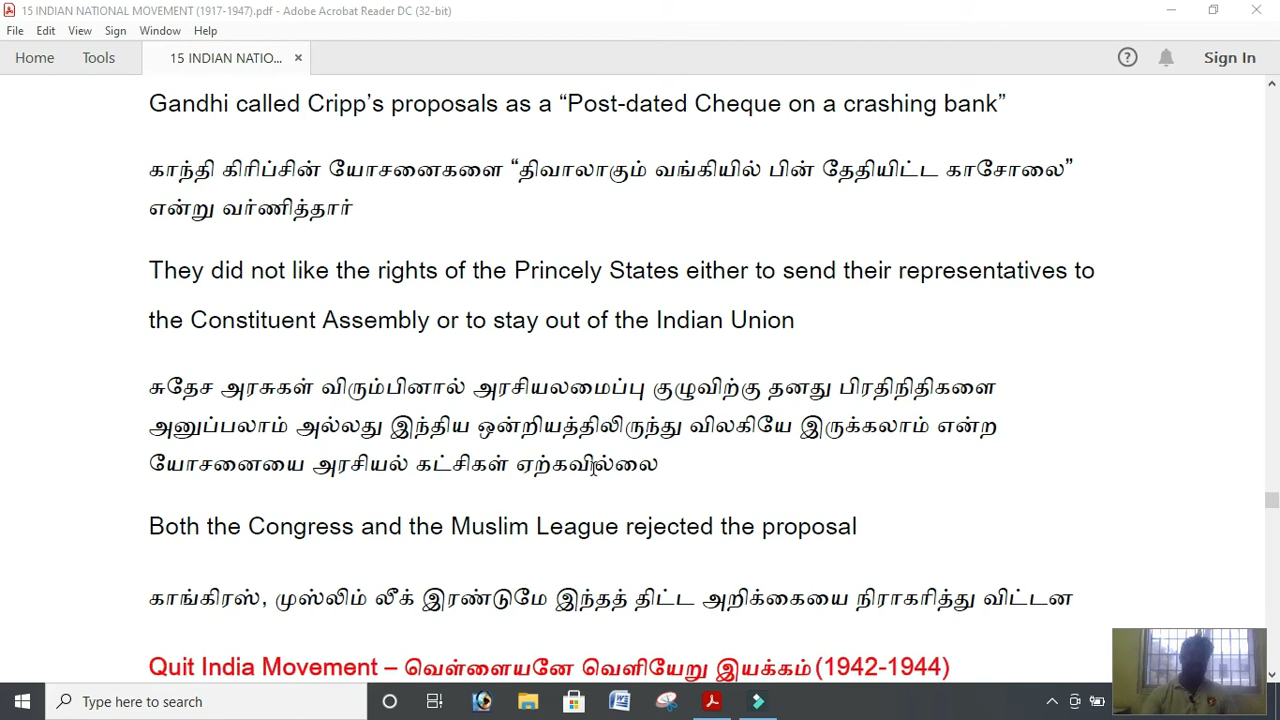 15 INDIAN NATIONAL MOVEMENT (1917-1947).pdf - Adobe Acrobat Reader DC (32-bit)
File Edit View Sign Window Help
Home Tools 15 INDIAN NATIO... × Sign In
Gandhi called Cripp’s proposals as a “Post-dated Cheque on a crashing bank”
காந்தி கிரிப்சின் யோசனைகளை “திவாலாகும் வங்கியில் பின் தேதியிட்ட காசோலை”
என்று வர்ணித்தார்
They did not like the rights of the Princely States either to send their representatives to
the Constituent Assembly or to stay out of the Indian Union
சுதேச அரசுகள் விரும்பினால் அரசியலமைப்பு குழுவிற்கு தனது பிரதிநிதிகளை
அனுப்பலாம் அல்லது இந்திய ஒன்றியத்திலிருந்து விலகியே இருக்கலாம் என்ற
யோசனையை அரசியல் கட்சிகள் ஏற்கவில்லை
Both the Congress and the Muslim League rejected the proposal
காங்கிரஸ், முஸ்லிம் லீக் இரண்டுமே இந்தத் திட்ட அறிக்கையை நிராகரித்து விட்டன
Quit India Movement – வெள்ளையனே வெளியேறு இயக்கம் (1942-1944)
Type here to search